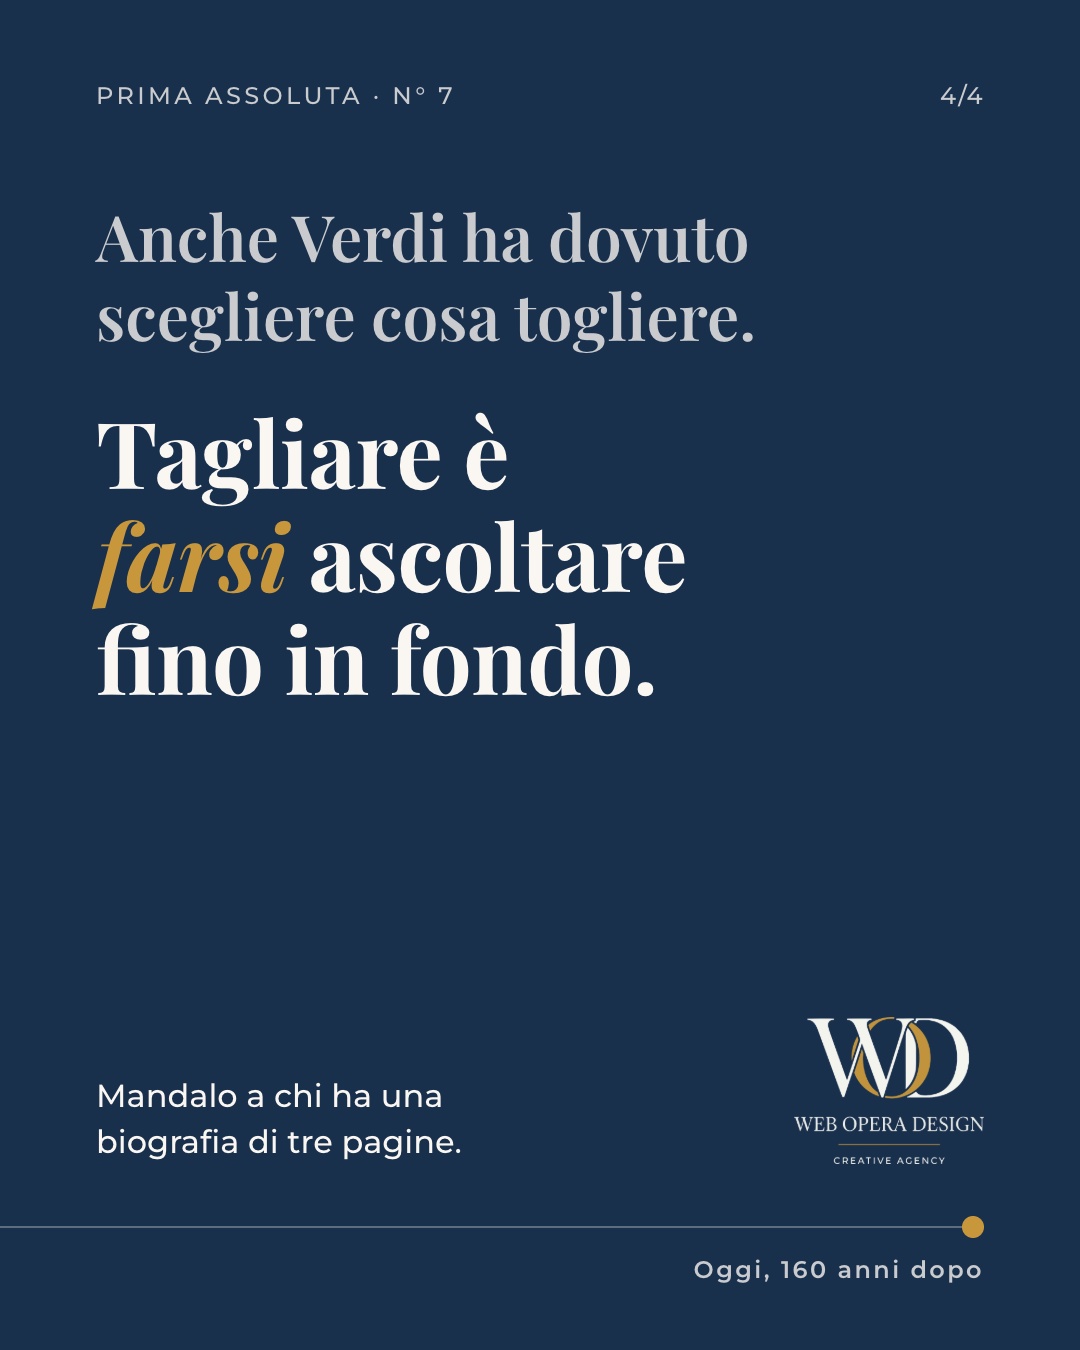 PRIMA ASSOLUTA · N° 7
4/4
Anche Verdi ha dovuto
scegliere cosa togliere.
Tagliare è
farsi ascoltare
fino in fondo.
Mandalo a chi ha una
biografia di tre pagine.
WOD
WEB OPERA DESIGN
CREATIVE AGENCY
Oggi, 160 anni dopo